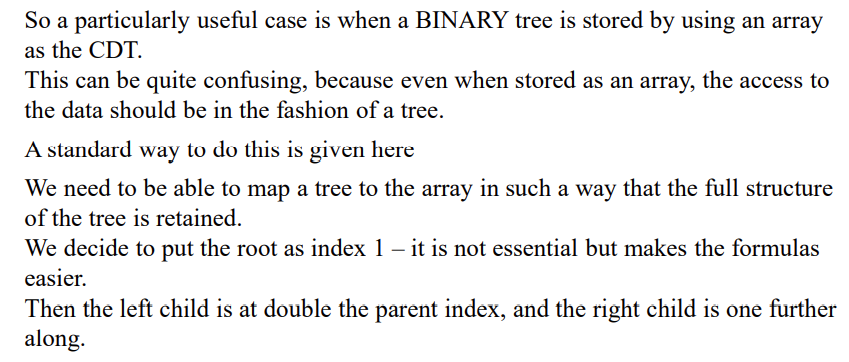 So a particularly useful case is when a BINARY tree is stored by using an array
as the CDT.
This can be quite confusing, because even when stored as an array, the access to
the data should be in the fashion of a tree.
A standard way to do this is given here
We need to be able to map a tree to the array in such a way that the full structure
of the tree is retained.
We decide to put the root as index 1 – it is not essential but makes the formulas
easier.
Then the left child is at double the parent index, and the right child is one further
along.